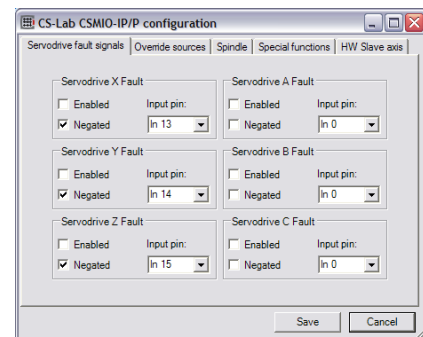 CS-Lab CSMIO-IP/P configuration
Servodrive fault signals Override sources Spindle Special functions HW Slave axis
Servodrive X Fault Servodrive A Fault
Enabled Input pin: Enabled Input pin:
Negated In 13 Negated In 0
Servodrive Y Fault Servodrive B Fault
Enabled Input pin: Enabled Input pin:
Negated In 14 Negated In 0
Servodrive Z Fault Servodrive C Fault
Enabled Input pin: Enabled Input pin:
Negated In 15 Negated In 0
Save Cancel